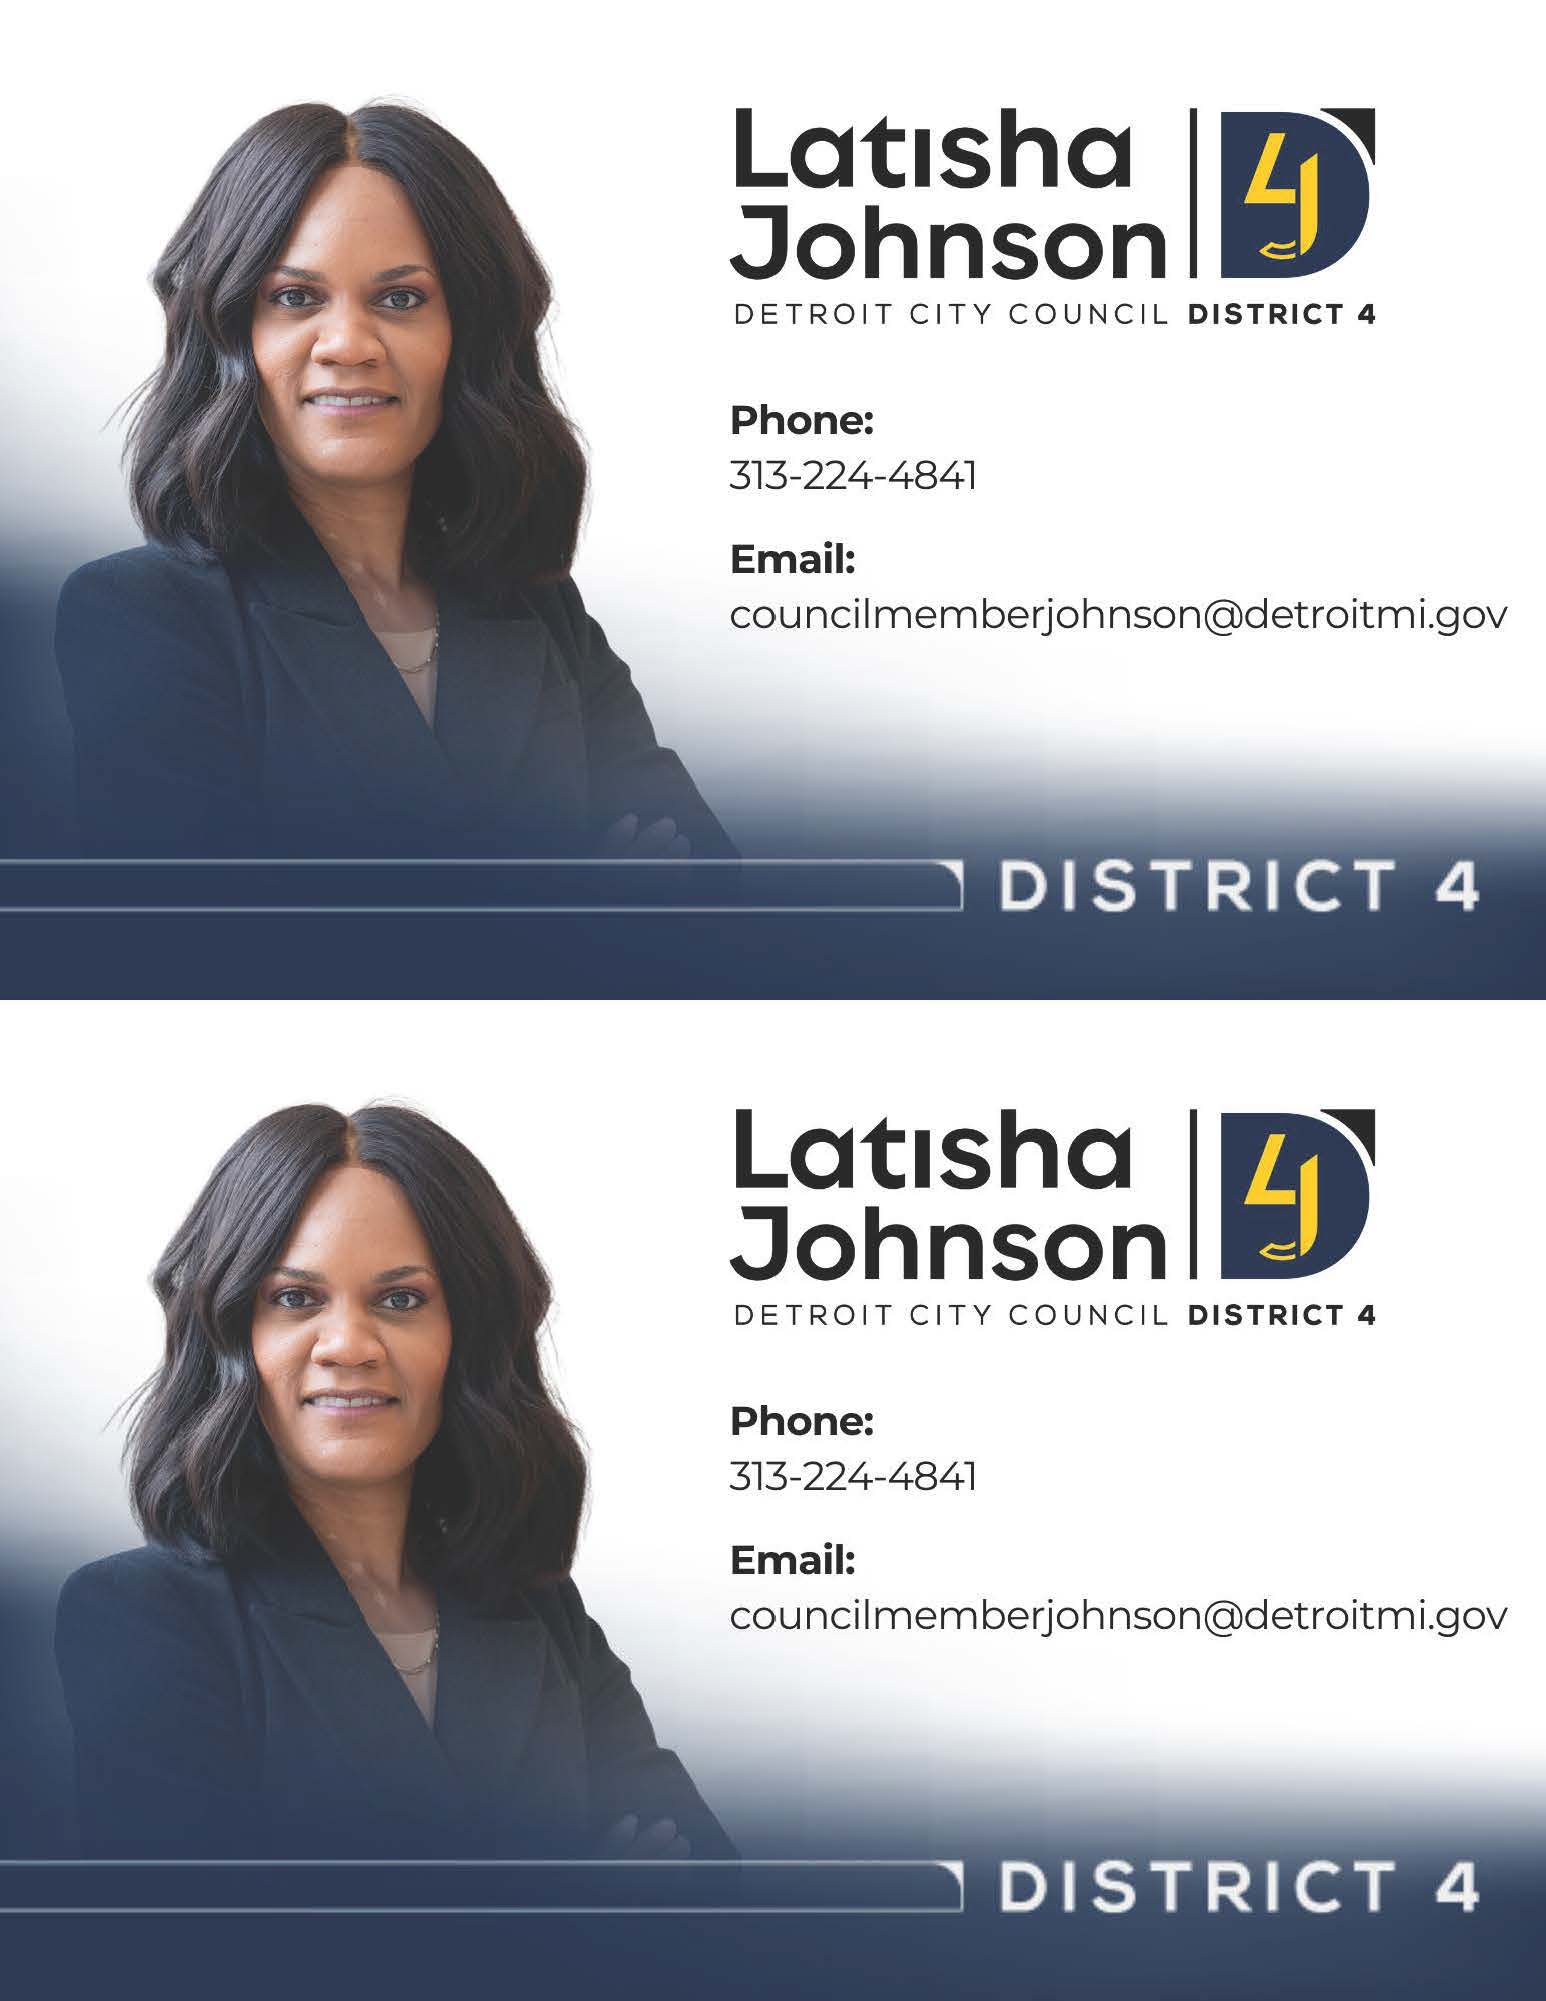 Latisha
Johnson
4J
DETROIT CITY COUNCIL DISTRICT 4
Phone:
313-224-4841
Email:
councilmemberjohnson@detroitmi.gov
DISTRICT 4
Latisha
Johnson
4J
DETROIT CITY COUNCIL DISTRICT 4
Phone:
313-224-4841
Email:
councilmemberjohnson@detroitmi.gov
DISTRICT 4